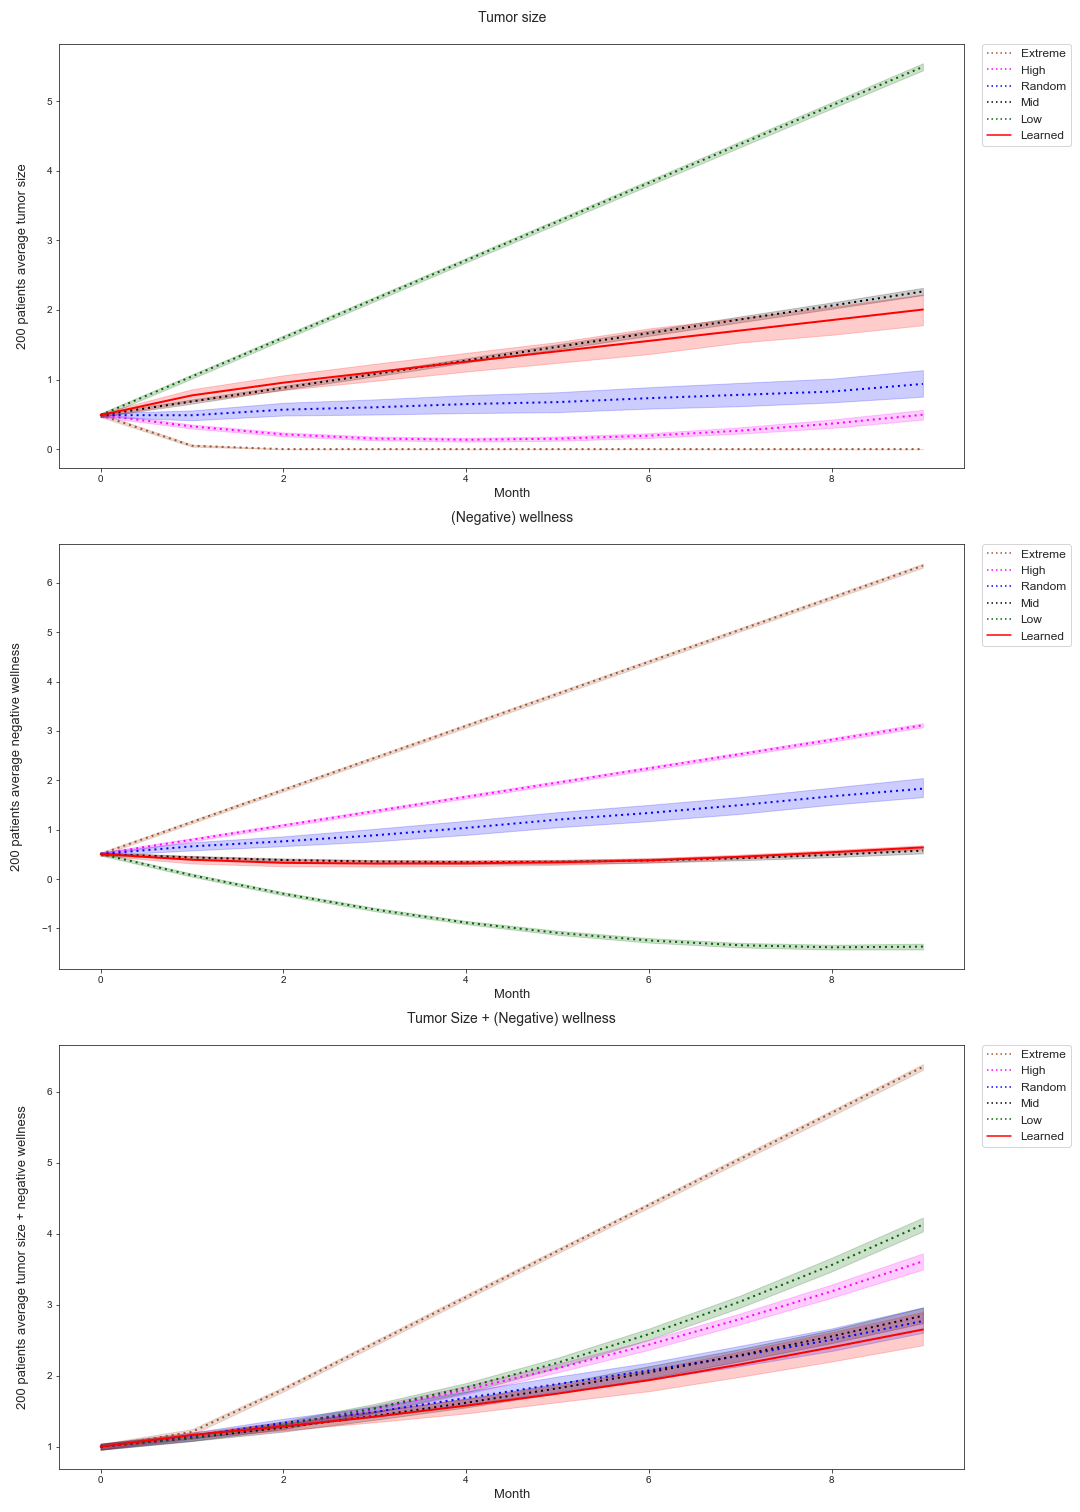 Tumor size
200 patients average tumor size
5
4
3
2
1
0
0 2 4 6 8
Month
Extreme
High
Random
Mid
Low
Learned
(Negative) wellness
200 patients average negative wellness
6
5
4
3
2
1
0
−1
0 2 4 6 8
Month
Extreme
High
Random
Mid
Low
Learned
Tumor Size + (Negative) wellness
200 patients average tumor size + negative wellness
6
5
4
3
2
1
0 2 4 6 8
Month
Extreme
High
Random
Mid
Low
Learned